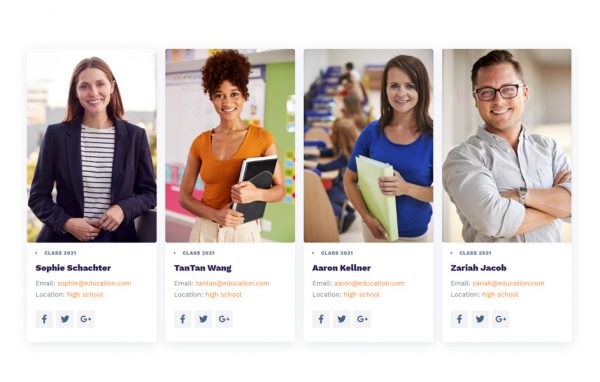 CLASS 2021
Sophie Schachter
Email: sophie@education.com
Location: high school
f G+
CLASS 2021
TanTan Wang
Email: tantan@education.com
Location: high school
f G+
CLASS 2021
Aaron Kellner
Email: aaron@education.com
Location: high school
f G+
CLASS 2021
Zariah Jacob
Email: zariah@education.com
Location: high school
f G+